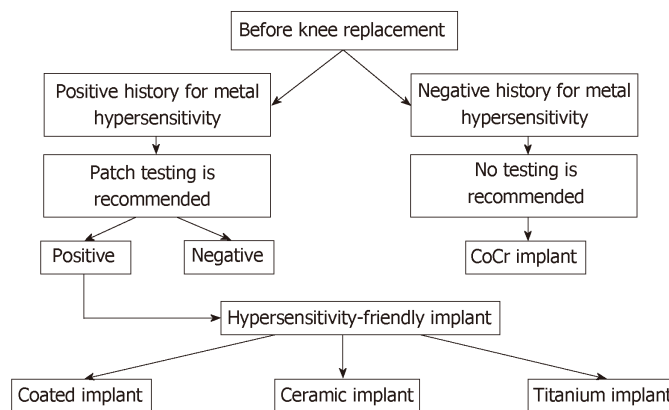 Before knee replacement
Positive history for metal
hypersensitivity
Negative history for metal
hypersensitivity
Patch testing is
recommended
No testing is
recommended
Positive
Negative
CoCr implant
Hypersensitivity-friendly implant
Coated implant
Ceramic implant
Titanium implant